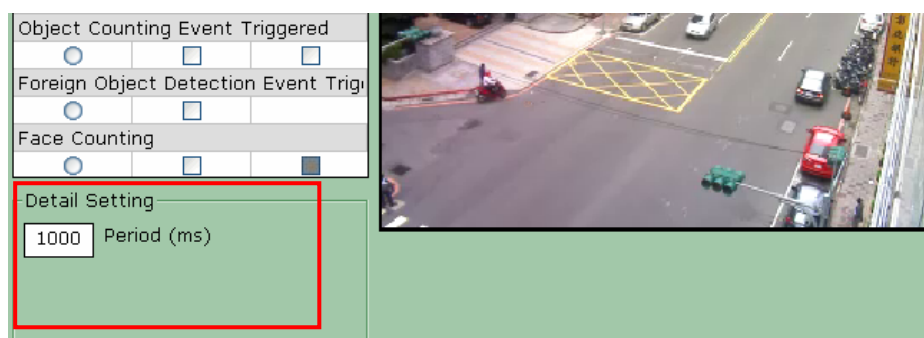 Object Counting Event Triggered
Foreign Object Detection Event Trig
Face Counting
Detail Setting
1000 Period (ms)